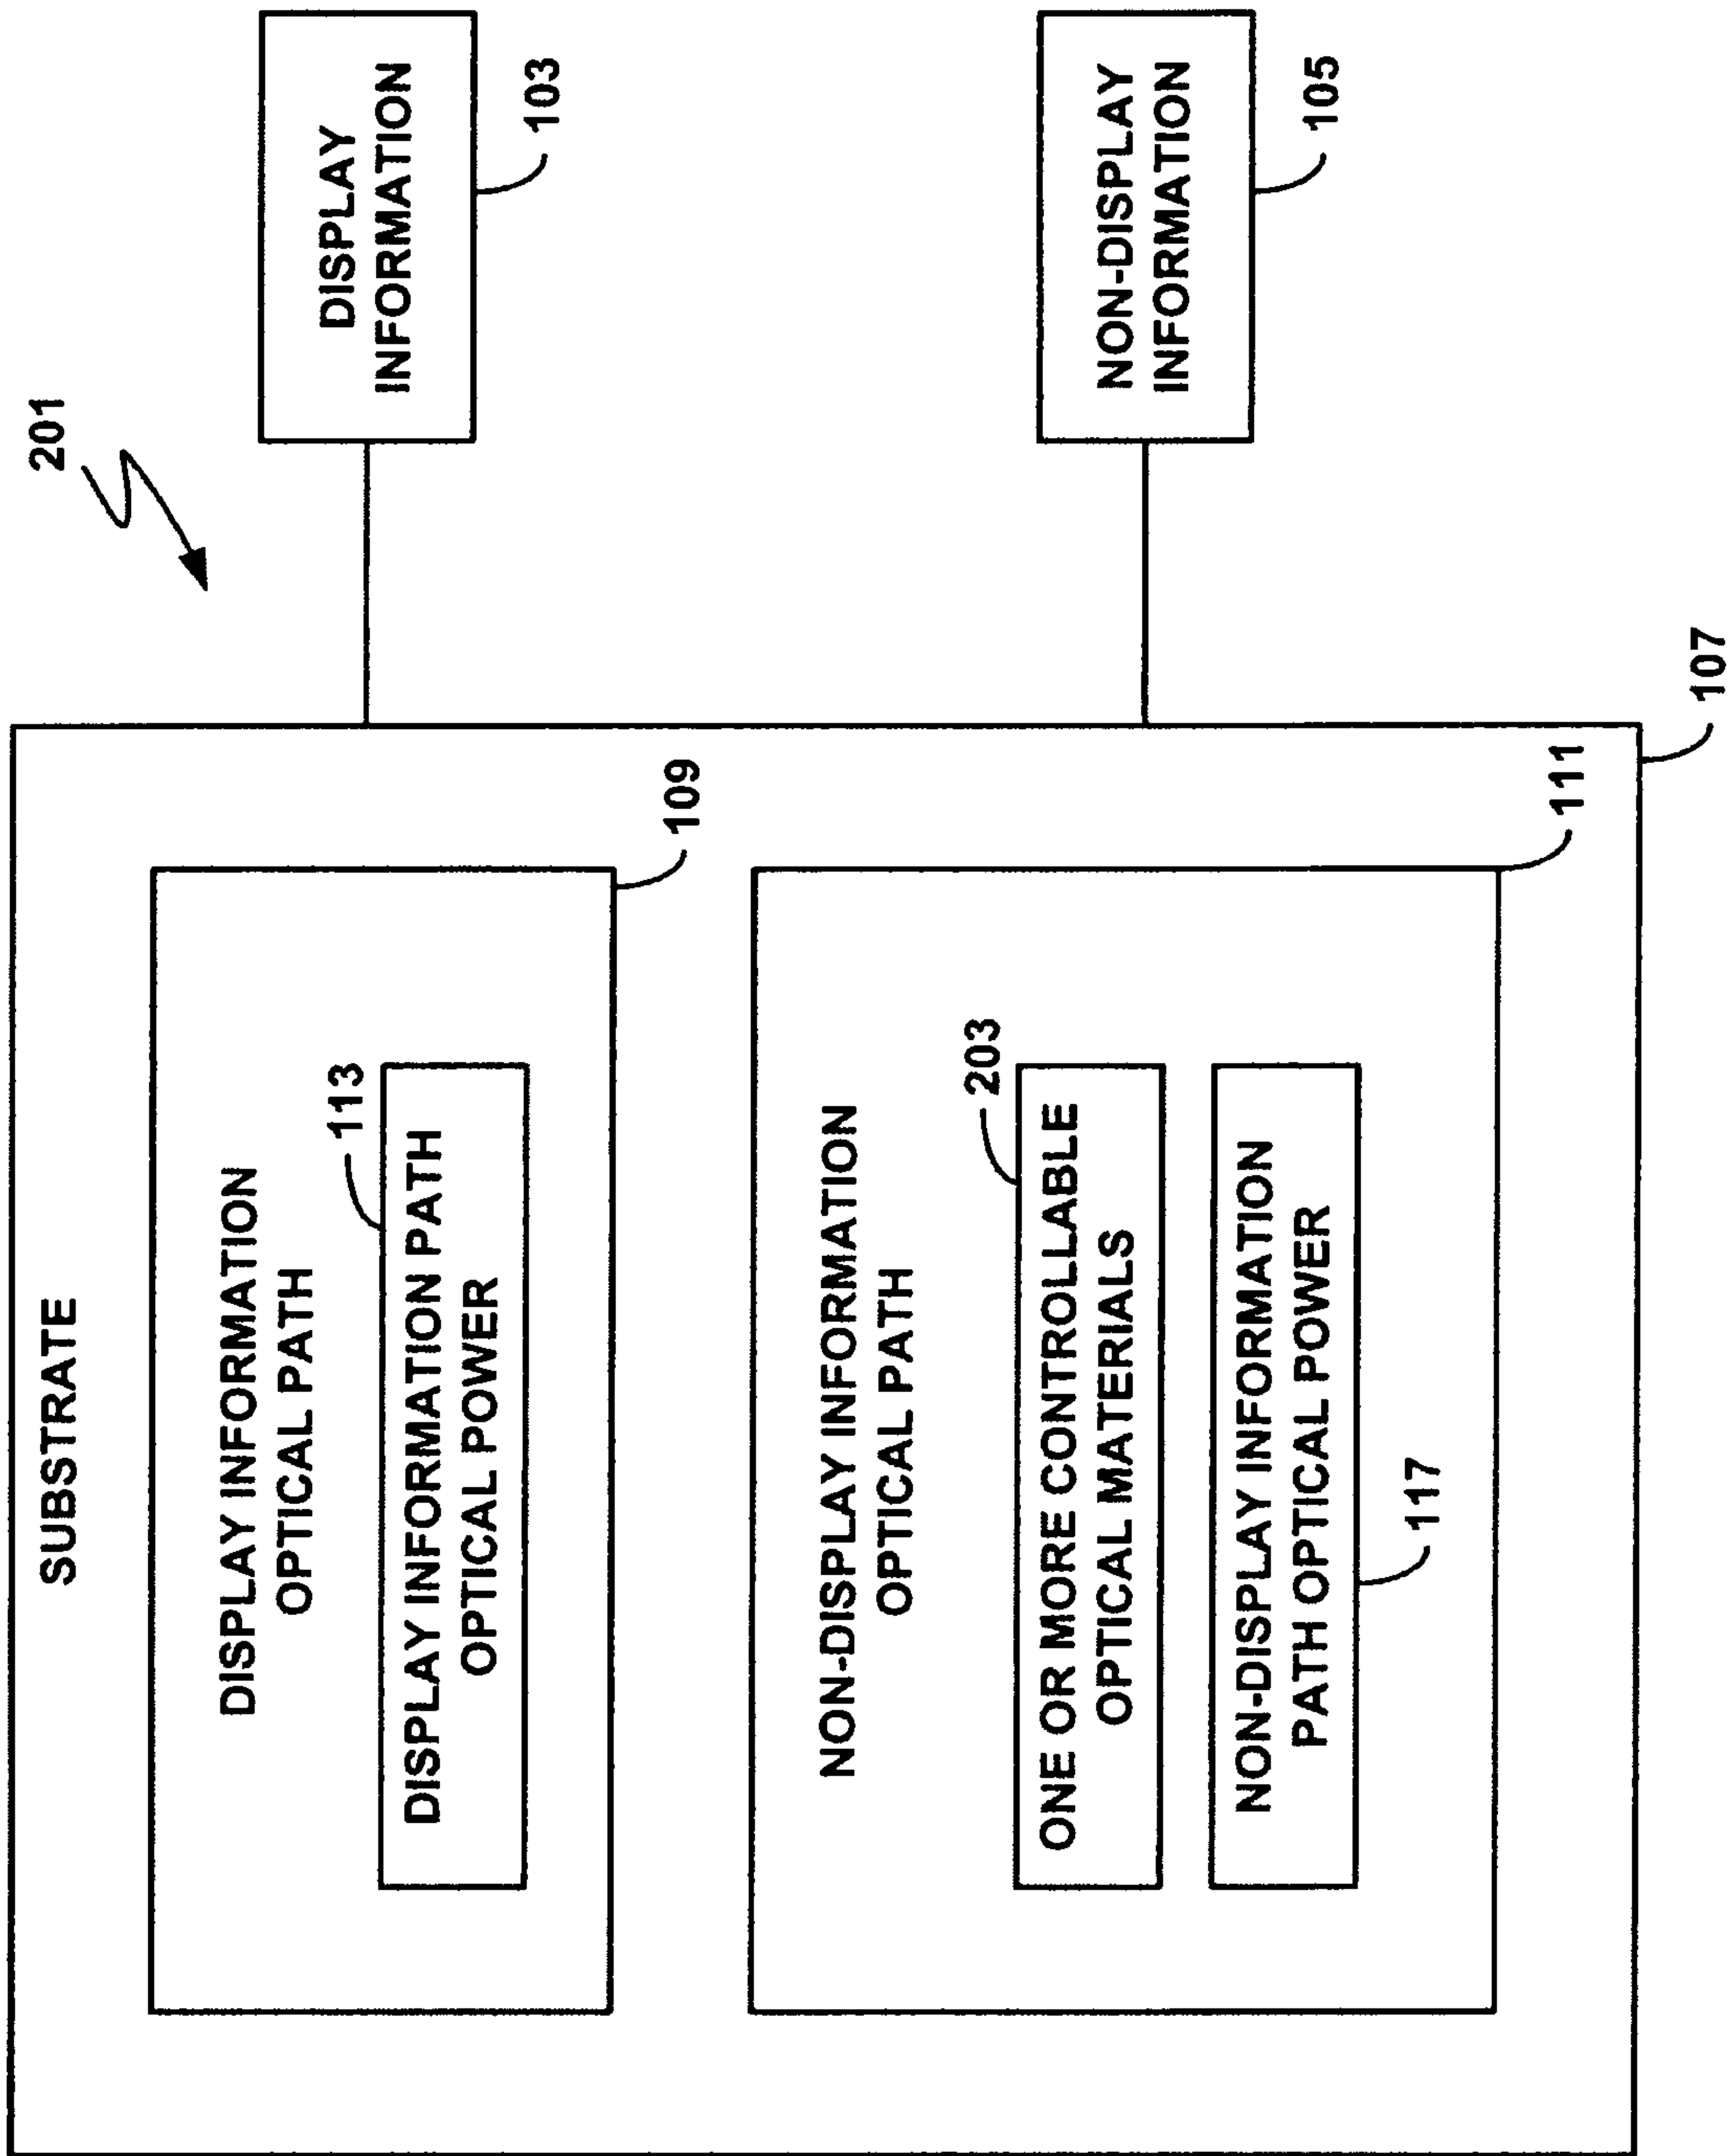 201
SUBSTRATE
DISPLAY INFORMATION
OPTICAL PATH
113
DISPLAY INFORMATION PATH
OPTICAL POWER
109
NON-DISPLAY INFORMATION
OPTICAL PATH
203
ONE OR MORE CONTROLLABLE
OPTICAL MATERIALS
NON-DISPLAY INFORMATION
PATH OPTICAL POWER
117
111
107
DISPLAY
INFORMATION
103
NON-DISPLAY
INFORMATION
105